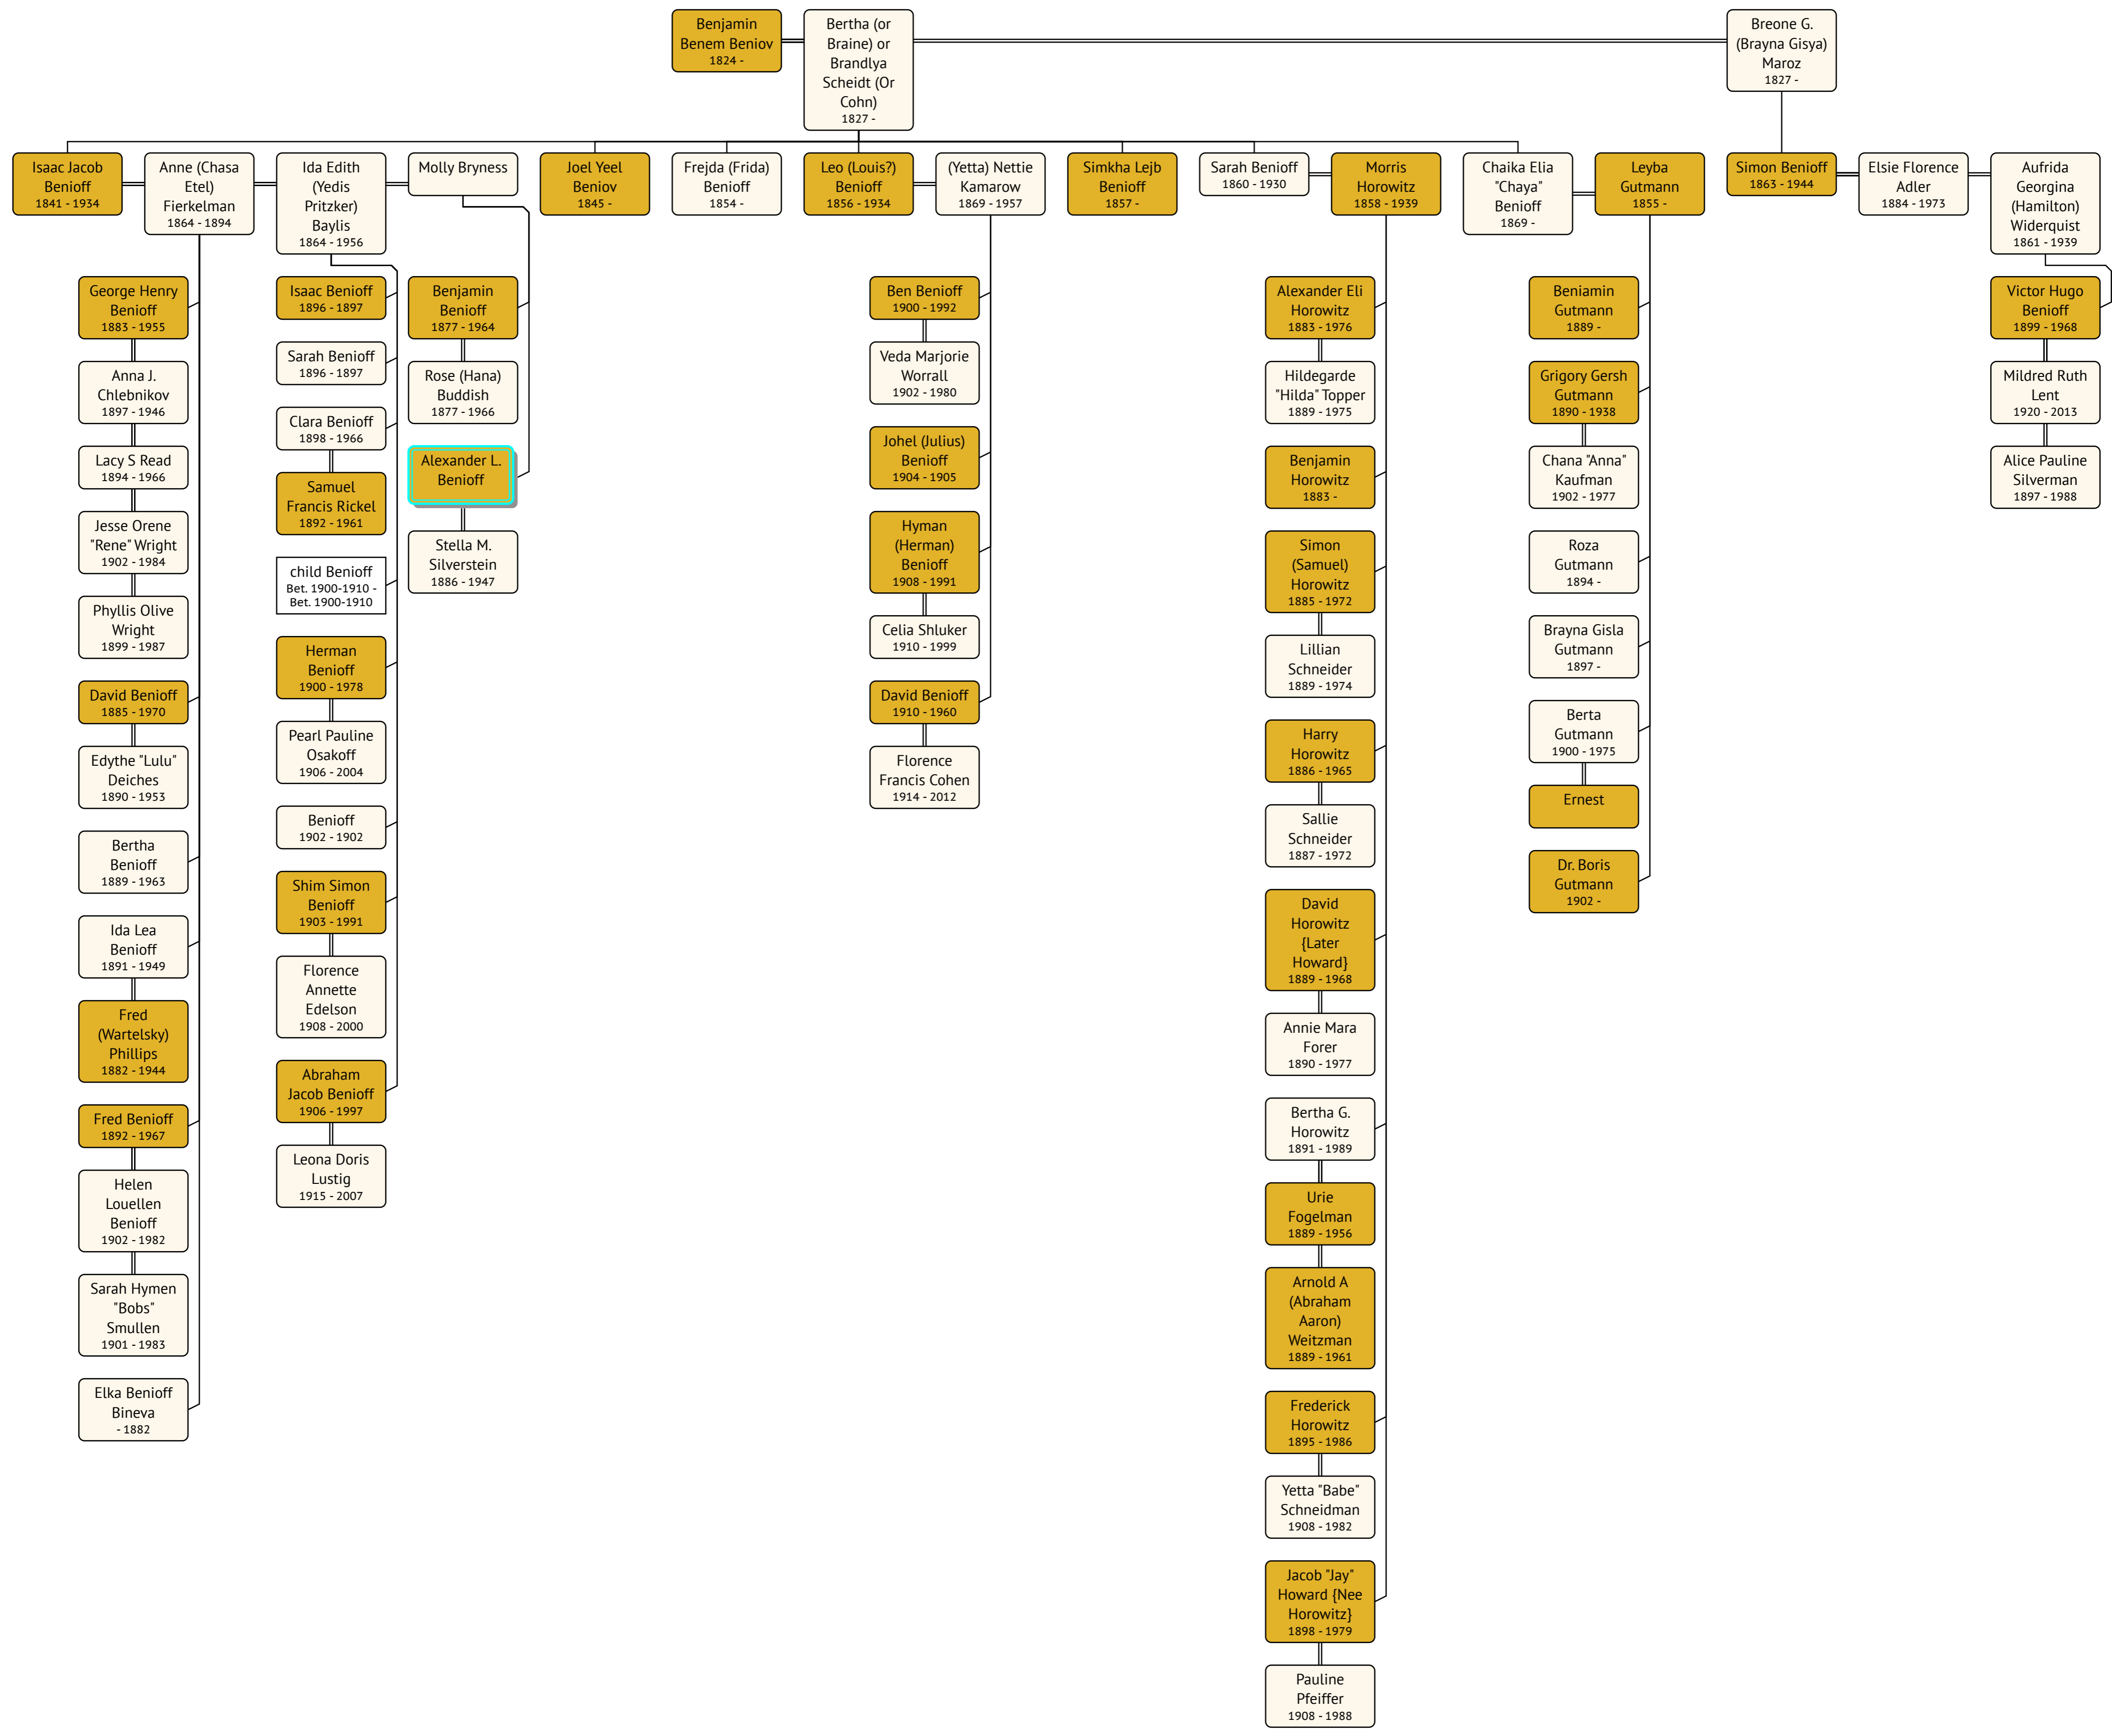 Benjamin
Benem Beniov
1824 -
Bertha (or
Braine) or
Brandlya
Scheidt (Or
Cohn)
1827 -
Breone G.
(Brayna Gisya)
Maroz
1827 -
Isaac Jacob
Benioff
1841 - 1934
Anne (Chasa
Etel)
Fierkelman
1864 - 1894
Ida Edith
(Yedis
Pritzker)
Baylis
1864 - 1956
Molly Bryness
Joel Yeel
Beniov
1845 -
Frejda (Frida)
Benioff
1854 -
Leo (Louis?)
Benioff
1856 - 1934
(Yetta) Nettie
Kamarow
1869 - 1957
Simkha Lejb
Benioff
1857 -
Sarah Benioff
1860 - 1930
Morris
Horowitz
1858 - 1939
Chaika Elia
"Chaya"
Benioff
1869 -
Leyba
Gutmann
1855 -
Simon Benioff
1863 - 1944
Elsie Florence
Adler
1884 - 1973
Aufrida
Georgina
(Hamilton)
Widerquist
1861 - 1939
George Henry
Benioff
1883 - 1955
Anna J.
Chlebnikov
1897 - 1946
Lacy S Read
1894 - 1966
Jesse Orene
"Rene" Wright
1902 - 1984
Phyllis Olive
Wright
1899 - 1987
David Benioff
1885 - 1970
Edythe "Lulu"
Deiches
1890 - 1953
Bertha
Benioff
1889 - 1963
Ida Lea
Benioff
1891 - 1949
Fred
(Wartelsky)
Phillips
1882 - 1944
Fred Benioff
1892 - 1967
Helen
Louellen
Benioff
1902 - 1982
Sarah Hymen
"Bobs"
Smullen
1901 - 1983
Elka Benioff
Bineva
- 1882
Isaac Benioff
1896 - 1897
Sarah Benioff
1896 - 1897
Clara Benioff
1898 - 1966
Samuel
Francis Rickel
1892 - 1961
child Benioff
Bet. 1900-1910 -
Bet. 1900-1910
Herman
Benioff
1900 - 1978
Pearl Pauline
Osakoff
1906 - 2004
Benioff
1902 - 1902
Shim Simon
Benioff
1903 - 1991
Florence
Annette
Edelson
1908 - 2000
Abraham
Jacob Benioff
1906 - 1997
Leona Doris
Lustig
1915 - 2007
Benjamin
Benioff
1877 - 1964
Rose (Hana)
Buddish
1877 - 1966
Alexander L.
Benioff
Stella M.
Silverstein
1886 - 1947
Ben Benioff
1900 - 1992
Veda Marjorie
Worrall
1902 - 1980
Johel (Julius)
Benioff
1904 - 1905
Hyman
(Herman)
Benioff
1908 - 1991
Celia Shluker
1910 - 1999
David Benioff
1910 - 1960
Florence
Francis Cohen
1914 - 2012
Alexander Eli
Horowitz
1883 - 1976
Hildegarde
"Hilda" Topper
1889 - 1975
Benjamin
Horowitz
1883 -
Simon
(Samuel)
Horowitz
1885 - 1972
Lillian
Schneider
1889 - 1974
Harry
Horowitz
1886 - 1965
Sallie
Schneider
1887 - 1972
David
Horowitz
{Later
Howard}
1889 - 1968
Annie Mara
Forer
1890 - 1977
Bertha G.
Horowitz
1891 - 1989
Urie
Fogelman
1889 - 1956
Arnold A
(Abraham
Aaron)
Weitzman
1889 - 1961
Frederick
Horowitz
1895 - 1986
Yetta "Babe"
Schneidman
1908 - 1982
Jacob "Jay"
Howard {Nee
Horowitz}
1898 - 1979
Pauline
Pfeiffer
1908 - 1988
Beniamin
Gutmann
1889 -
Grigory Gersh
Gutmann
1890 - 1938
Chana "Anna"
Kaufman
1902 - 1977
Roza
Gutmann
1894 -
Brayna Gisla
Gutmann
1897 -
Berta
Gutmann
1900 - 1975
Ernest
Dr. Boris
Gutmann
1902 -
Victor Hugo
Benioff
1899 - 1968
Mildred Ruth
Lent
1920 - 2013
Alice Pauline
Silverman
1897 - 1988